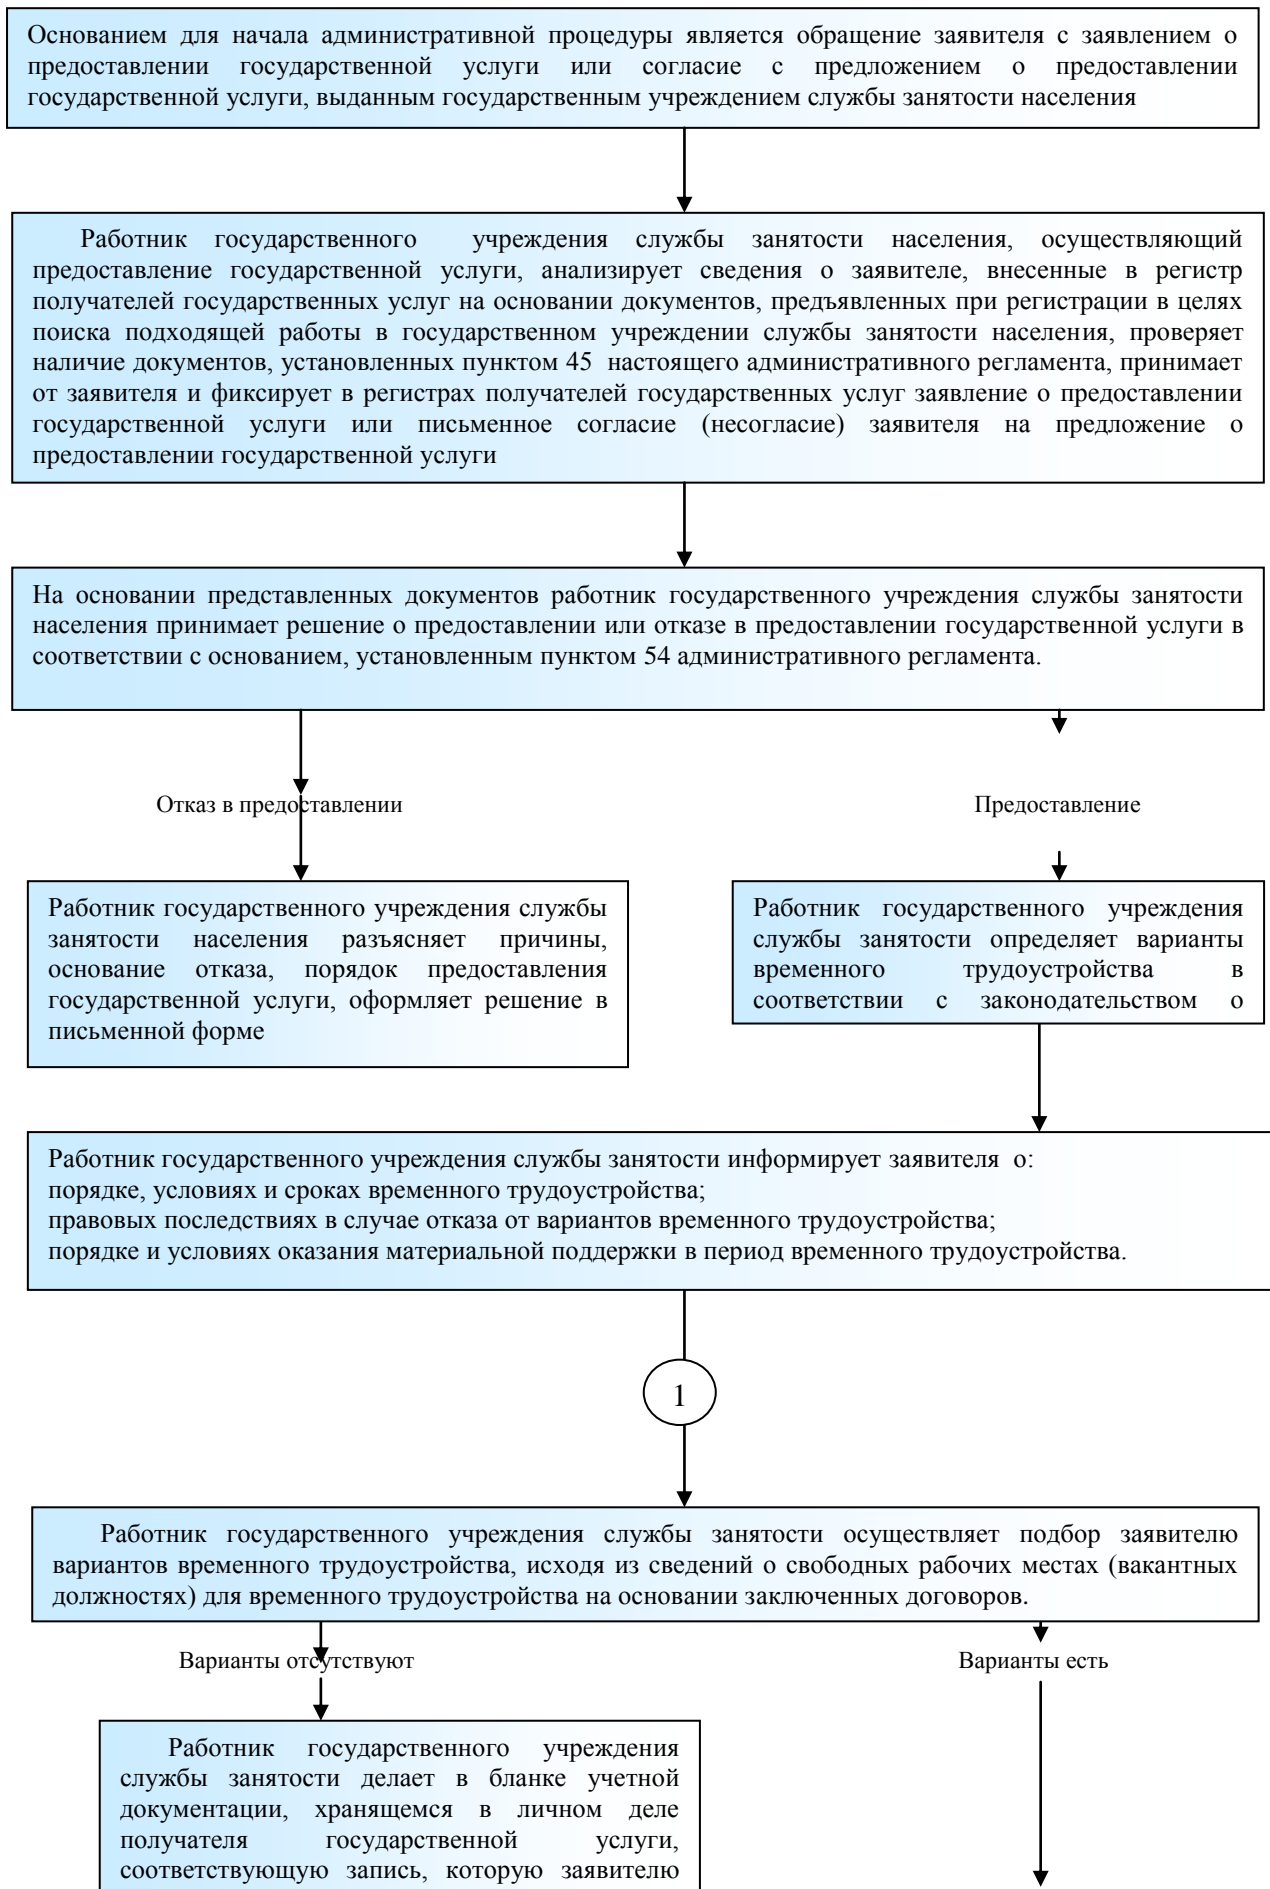 Основанием для начала административной процедуры является обращение заявителя с заявлением о
предоставлении государственной услуги или согласие с предложением о предоставлении
государственной услуги, выданным государственным учреждением службы занятости населения
Работник государственного учреждения службы занятости населения, осуществляющий
предоставление государственной услуги, анализирует сведения о заявителе, внесенные в регистр
получателей государственных услуг на основании документов, предъявленных при регистрации в целях
поиска подходящей работы в государственном учреждении службы занятости населения, проверяет
наличие документов, установленных пунктом 45 настоящего административного регламента, принимает
от заявителя и фиксирует в регистрах получателей государственных услуг заявление о предоставлении
государственной услуги или письменное согласие (несогласие) заявителя на предложение о
предоставлении государственной услуги
На основании представленных документов работник государственного учреждения службы занятости
населения принимает решение о предоставлении или отказе в предоставлении государственной услуги в
соответствии с основанием, установленным пунктом 54 административного регламента.
Отказ в предоставлении
Предоставление
Работник государственного учреждения службы
занятости населения разъясняет причины,
основание отказа, порядок предоставления
государственной услуги, оформляет решение в
письменной форме
Работник государственного учреждения
службы занятости определяет варианты
временного трудоустройства в
соответствии с законодательством о
Работник государственного учреждения службы занятости информирует заявителя о:
порядке, условиях и сроках временного трудоустройства;
правовых последствиях в случае отказа от вариантов временного трудоустройства;
порядке и условиях оказания материальной поддержки в период временного трудоустройства.
1
Работник государственного учреждения службы занятости осуществляет подбор заявителю
вариантов временного трудоустройства, исходя из сведений о свободных рабочих местах (вакантных
должностях) для временного трудоустройства на основании заключенных договоров.
Варианты отсутствуют
Варианты есть
Работник государственного учреждения
службы занятости делает в бланке учетной
документации, хранящемся в личном деле
получателя государственной услуги,
соответствующую запись, которую заявителю